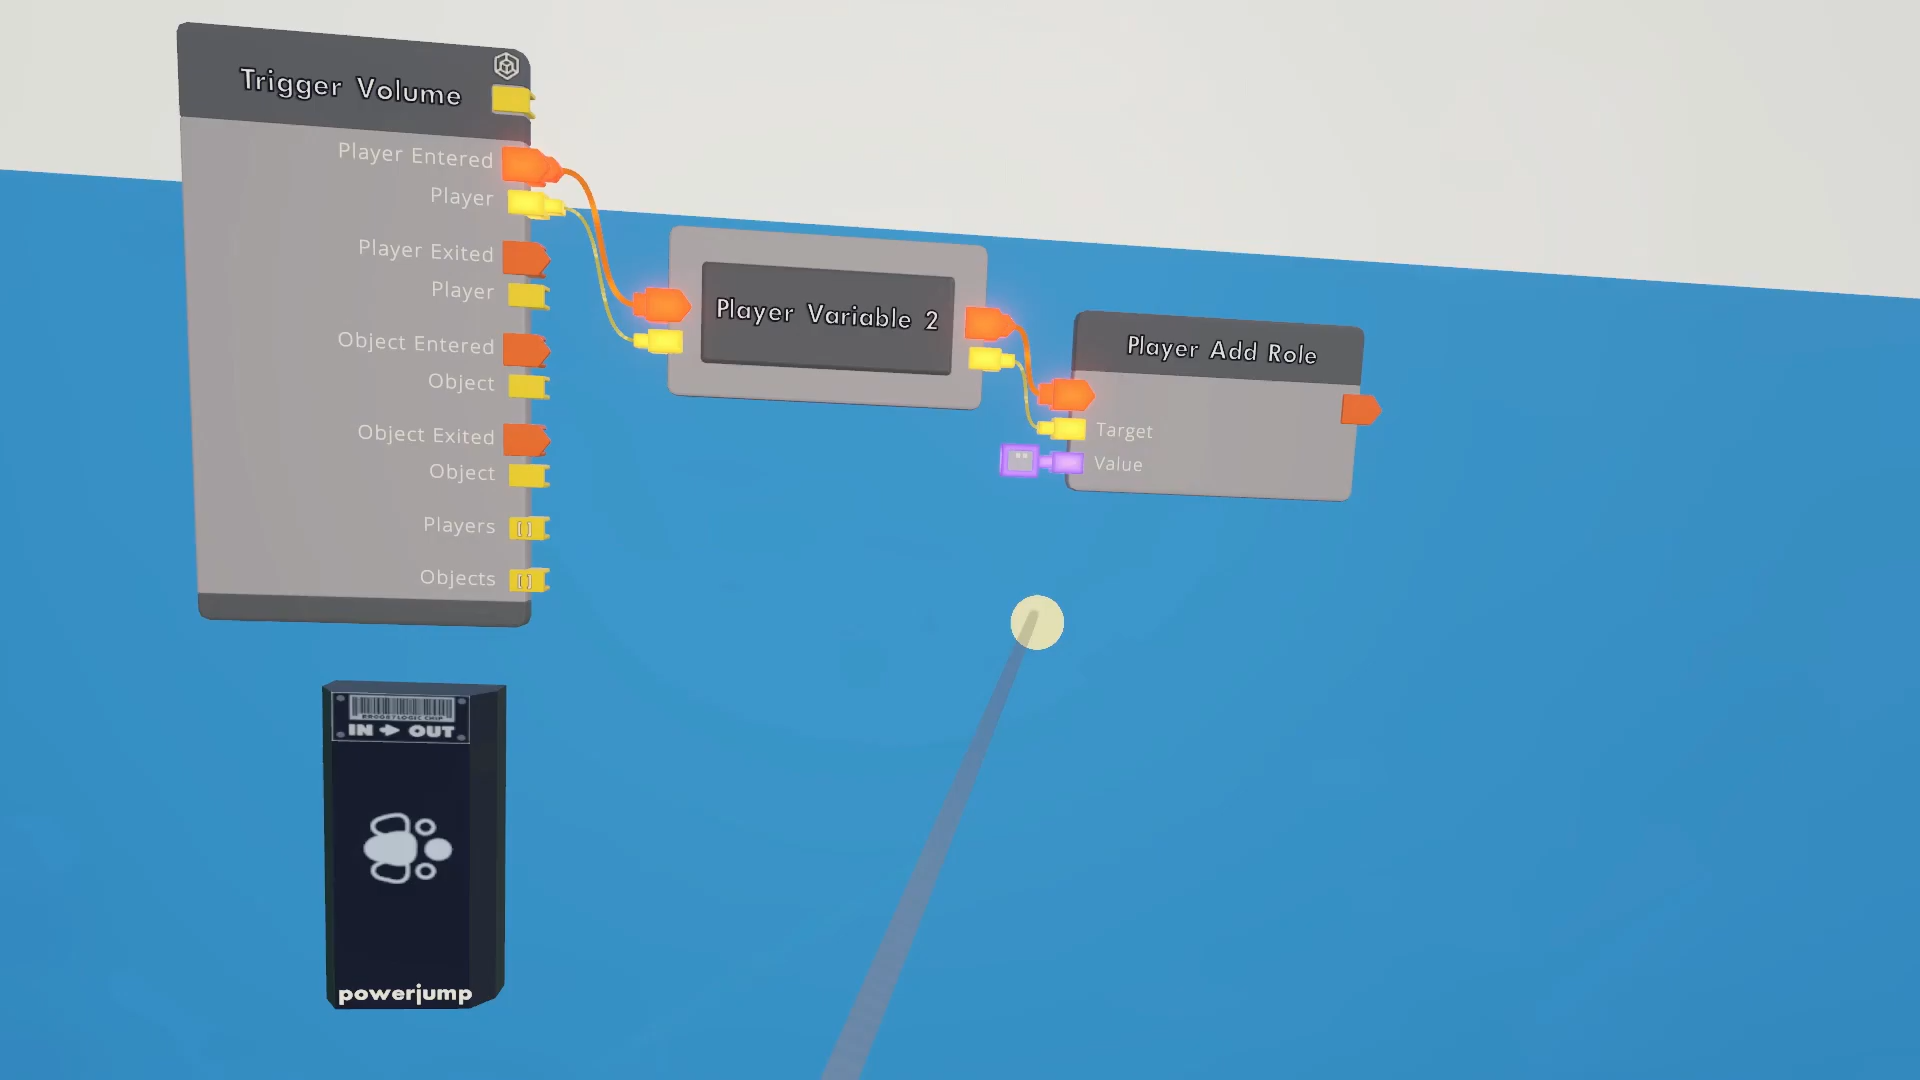 Trigger Volume
Player Entered
Player
Player Exited
Player
Object Entered
Object
Object Exited
Object
Players
[ ]
Objects
[ ]
Player Variable 2
Player Add Role
Target
Value
IN OUT
powerjump